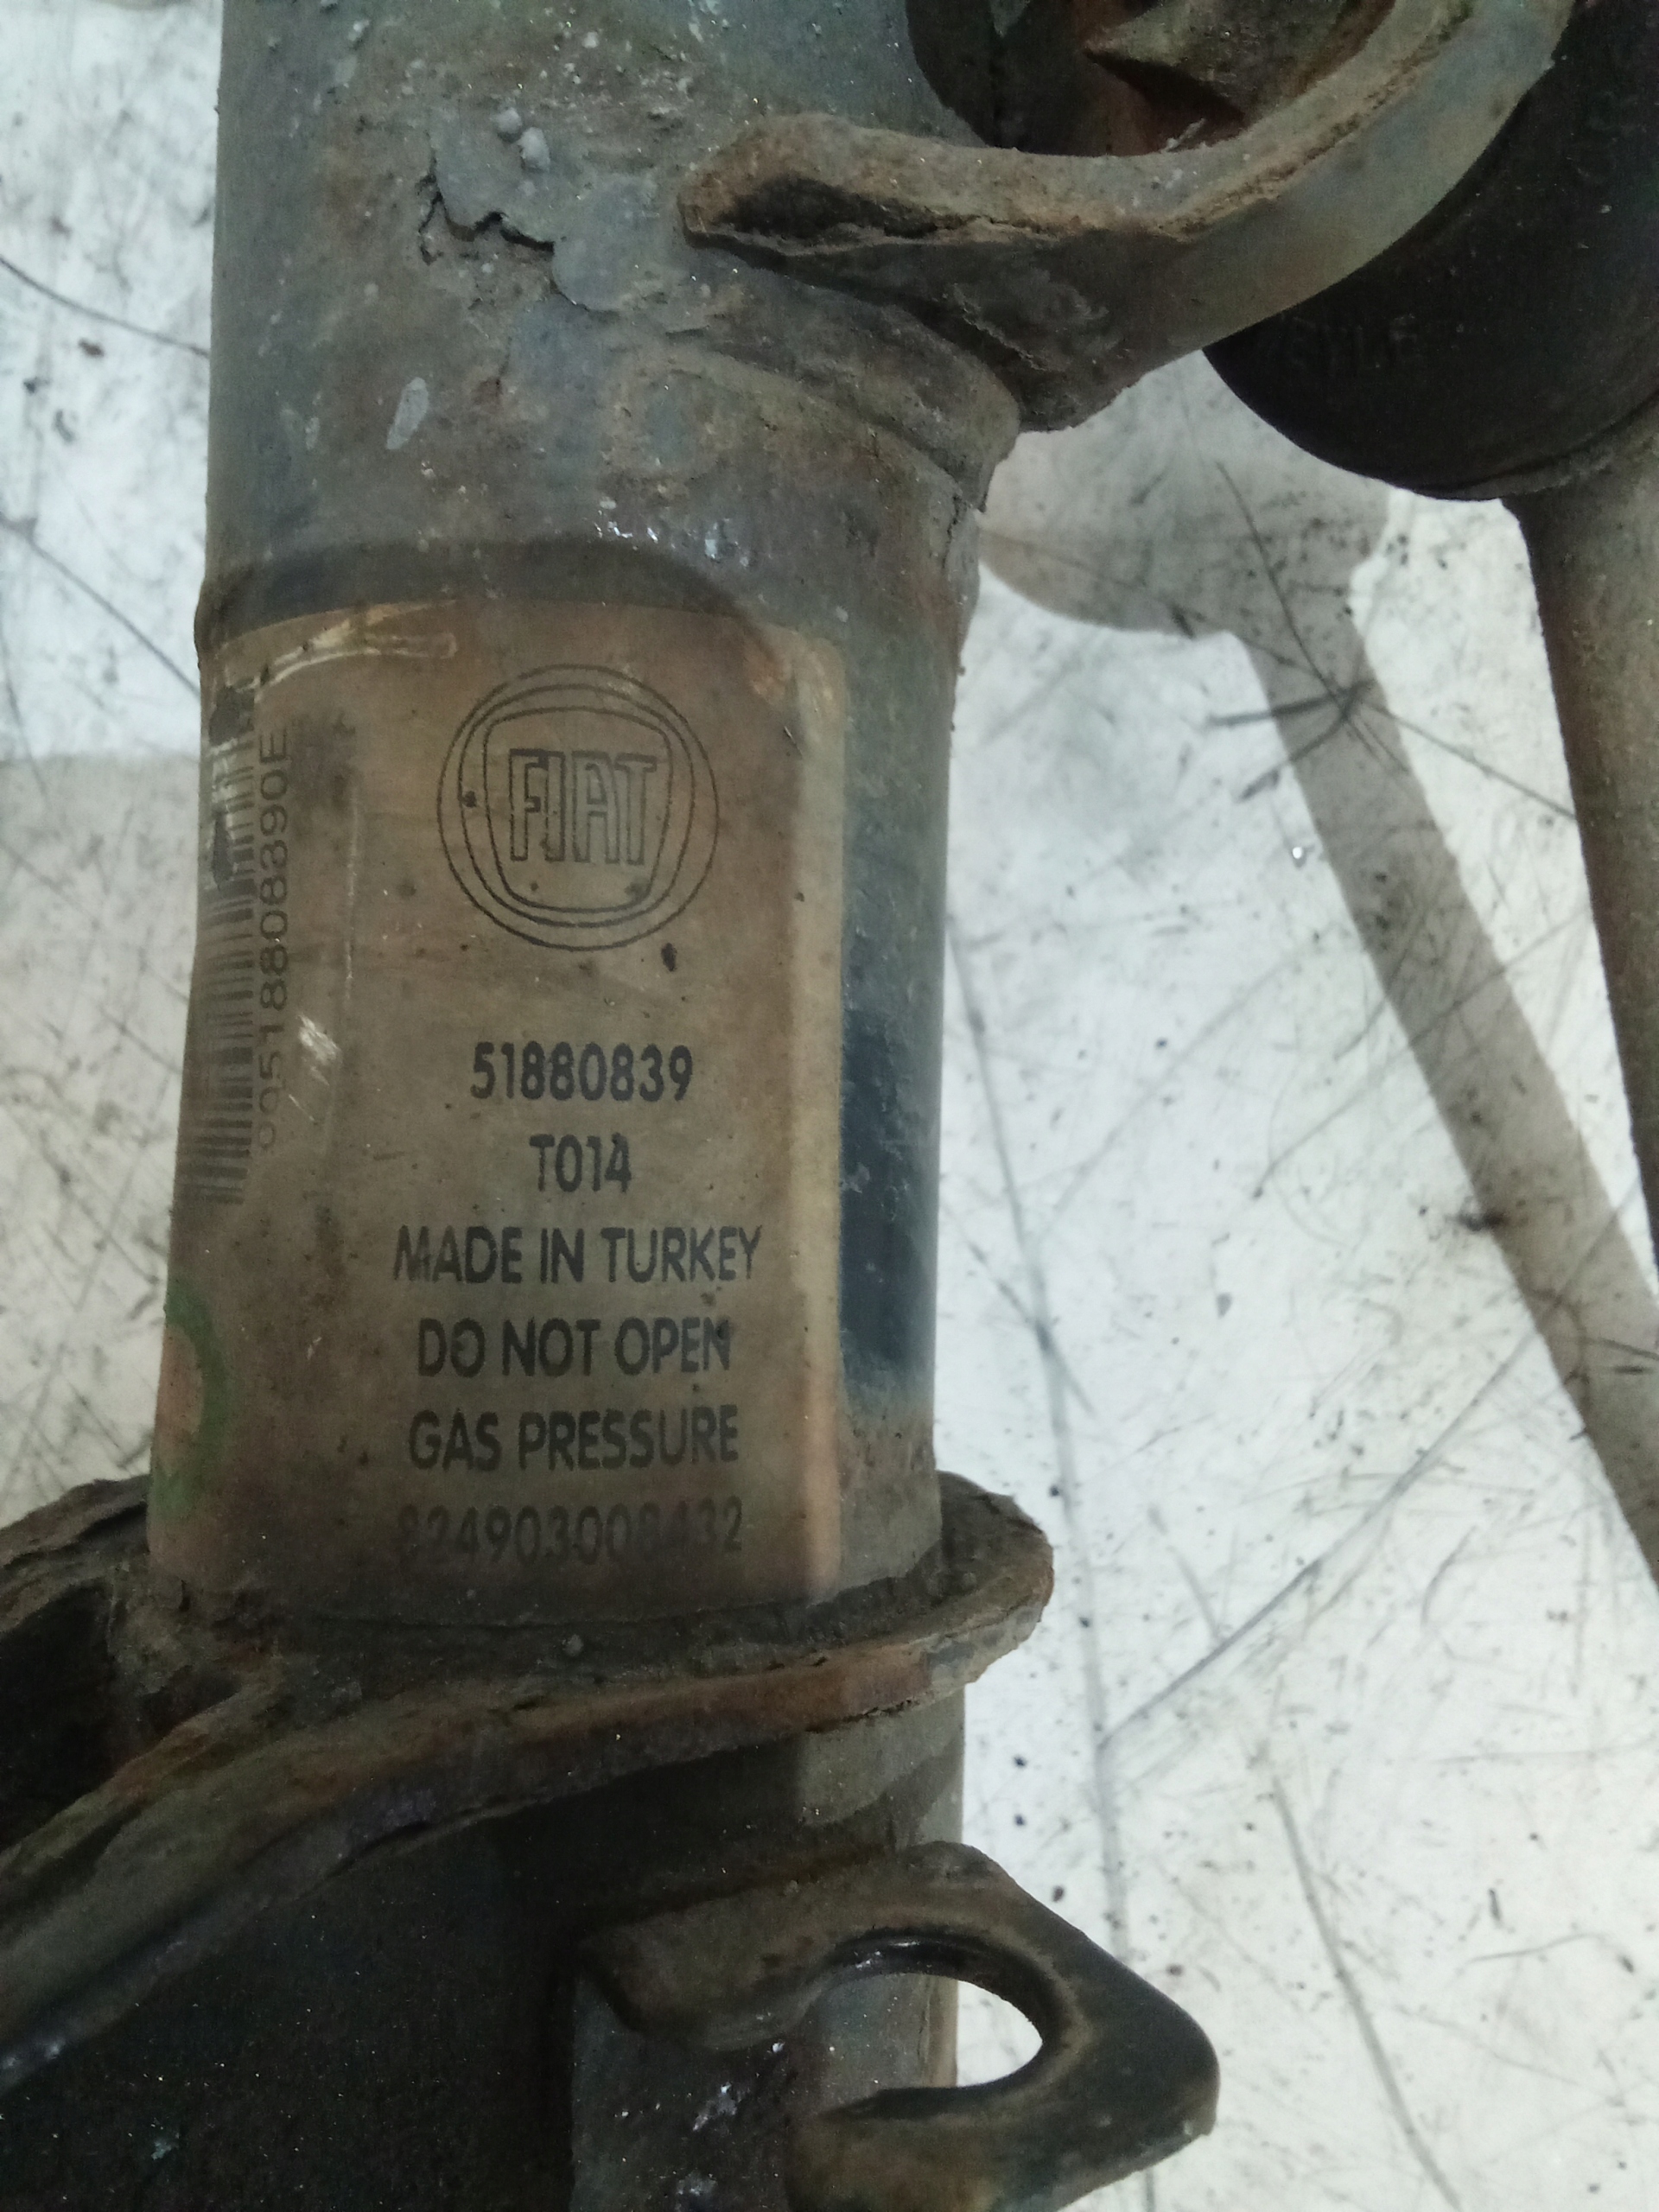 FIAT
51880839
T014
MADE IN TURKEY
DO NOT OPEN
GAS PRESSURE